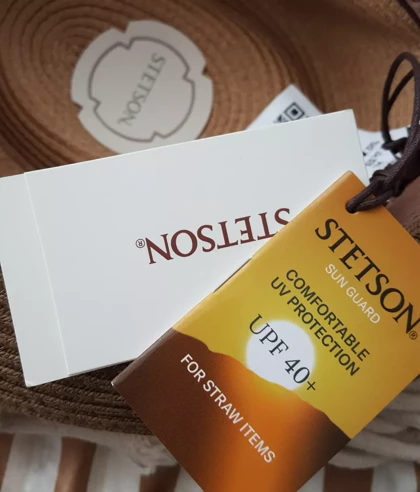 STETSON
STETSON®
STETSON®
SUN GUARD
COMFORTABLE
UV PROTECTION
UPF 40+
FOR STRAW ITEMS